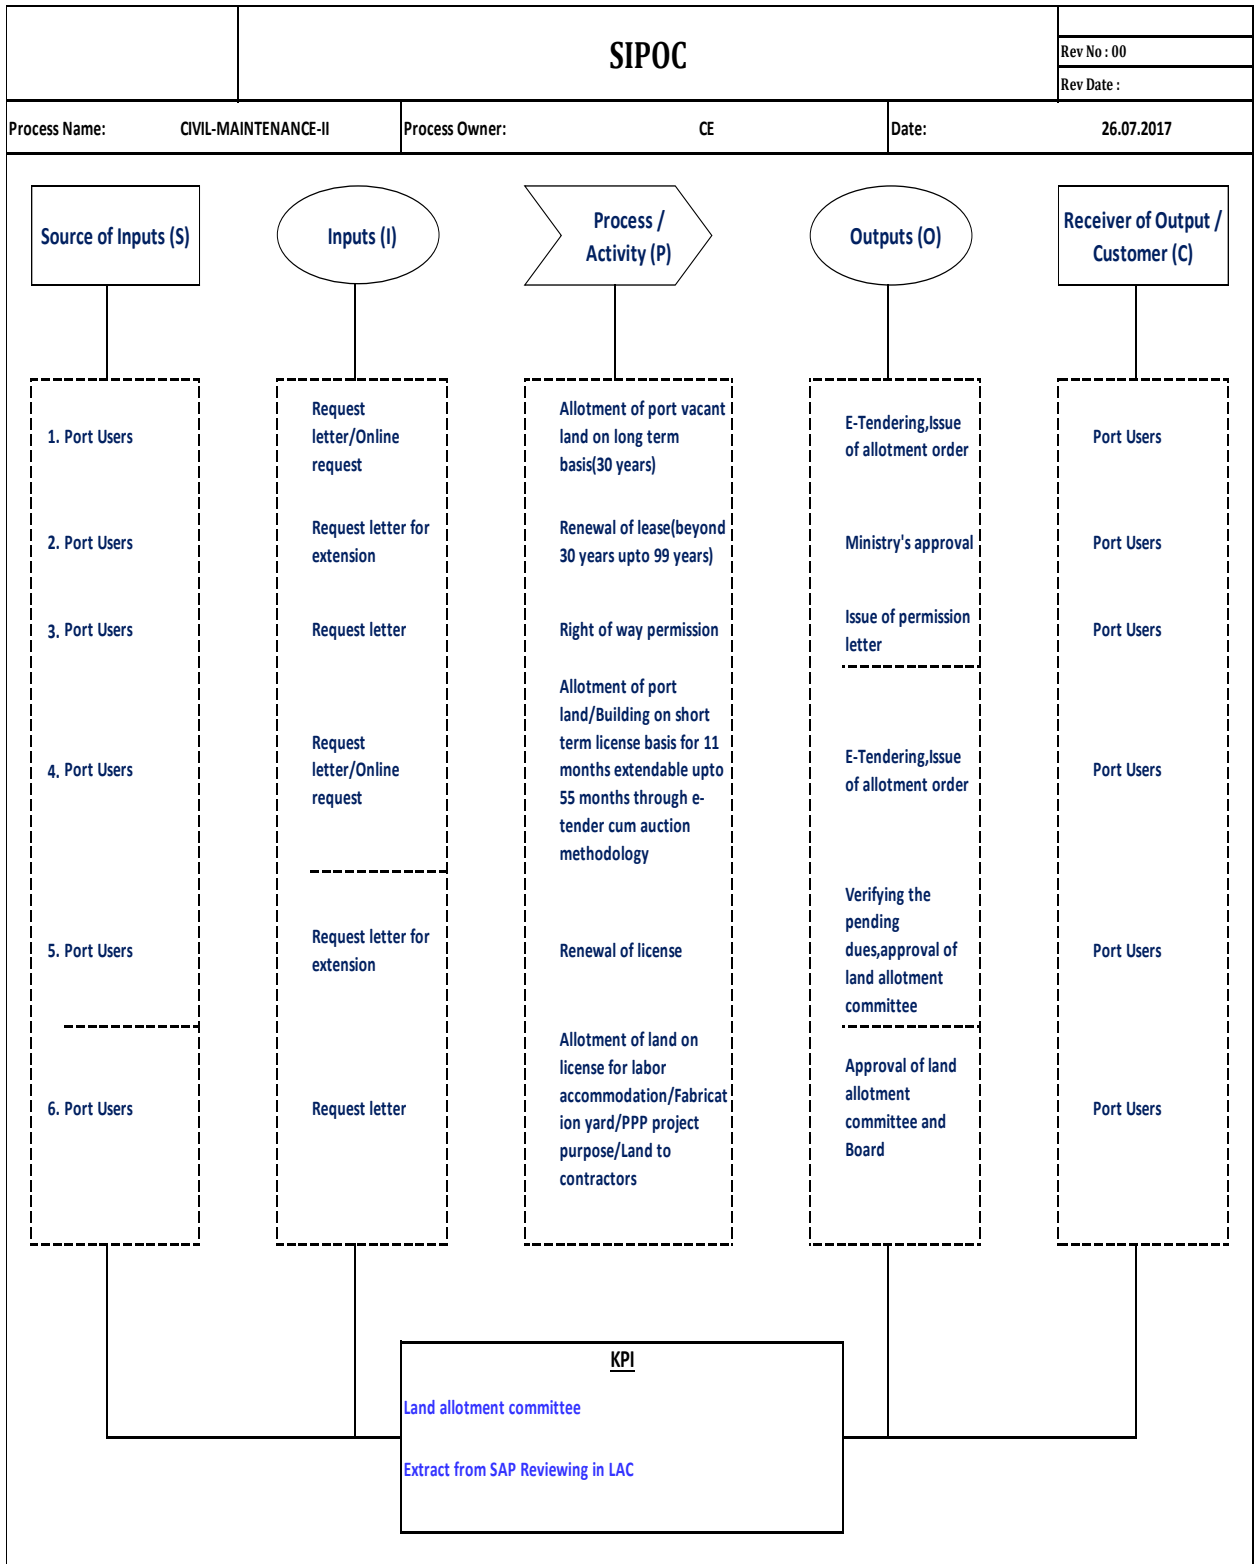 SIPOC
Rev No : 00
Rev Date :
Process Name: CIVIL-MAINTENANCE-II Process Owner: CE Date: 26.07.2017
Source of Inputs (S)
Inputs (I)
Process /
Activity (P)
Outputs (O)
Receiver of Output /
Customer (C)
1. Port Users
Request
letter/Online
request
Allotment of port vacant
land on long term
basis(30 years)
E-Tendering,Issue
of allotment order
Port Users
2. Port Users
Request letter for
extension
Renewal of lease(beyond
30 years upto 99 years)
Ministry's approval
Port Users
3. Port Users
Request letter
Right of way permission
Issue of permission
letter
Port Users
4. Port Users
Request
letter/Online
request
Allotment of port
land/Building on short
term license basis for 11
months extendable upto
55 months through e-
tender cum auction
methodology
E-Tendering,Issue
of allotment order
Port Users
5. Port Users
Request letter for
extension
Renewal of license
Verifying the
pending
dues,approval of
land allotment
committee
Port Users
6. Port Users
Request letter
Allotment of land on
license for labor
accommodation/Fabricat
ion yard/PPP project
purpose/Land to
contractors
Approval of land
allotment
committee and
Board
Port Users
KPI
Land allotment committee
Extract from SAP Reviewing in LAC